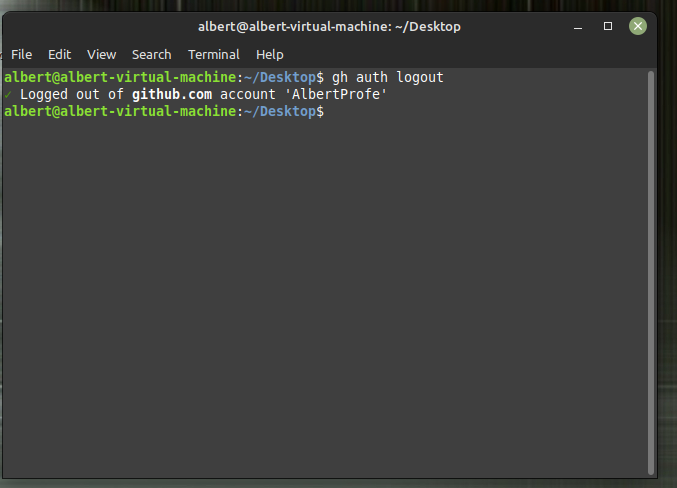 albert@albert-virtual-machine: ~/Desktop
File Edit View Search Terminal Help
albert@albert-virtual-machine:~/Desktop$ gh auth logout
✓ Logged out of github.com account 'AlbertProfe'
albert@albert-virtual-machine:~/Desktop$